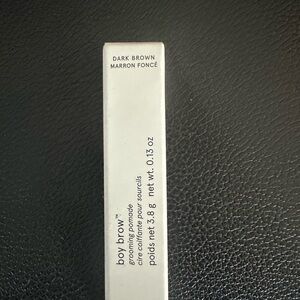 DARK BROWN
MARRON FONCÉ
boy brow™
grooming pomade
cire coiffante pour sourcils
poids net 3.8 g net wt. 0.13 oz